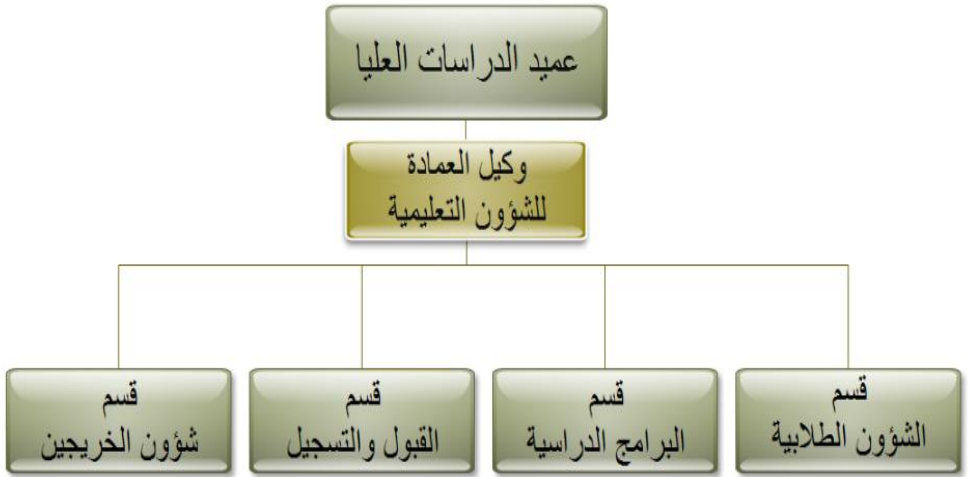 عميد الدراسات العليا
وكيل العمادة
للشؤون التعليمية
قسم
الشؤون الطلابية
قسم
البرامج الدراسية
قسم
القبول والتسجيل
قسم
شؤون الخريجين